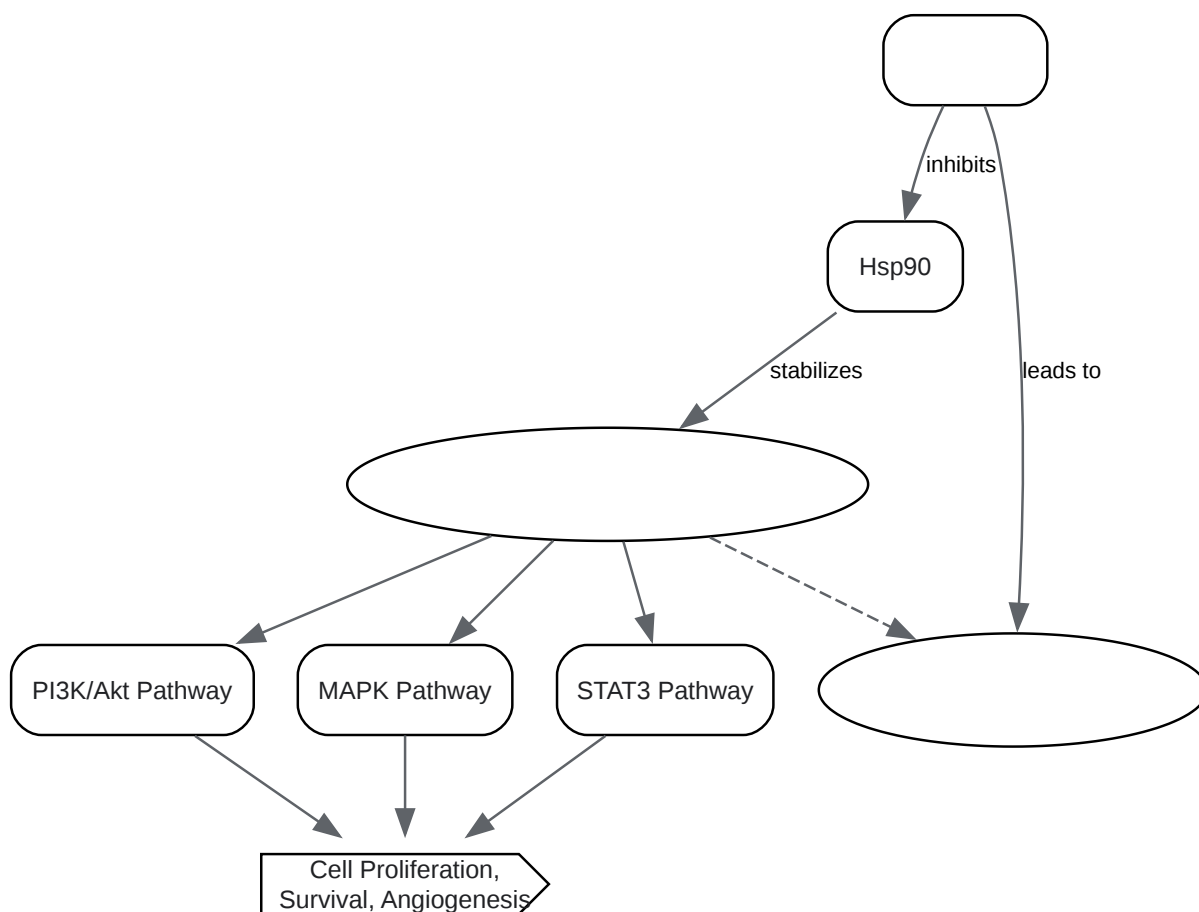 inhibits
Hsp90
stabilizes
leads to
PI3K/Akt Pathway
MAPK Pathway
STAT3 Pathway
Cell Proliferation,
Survival, Angiogenesis